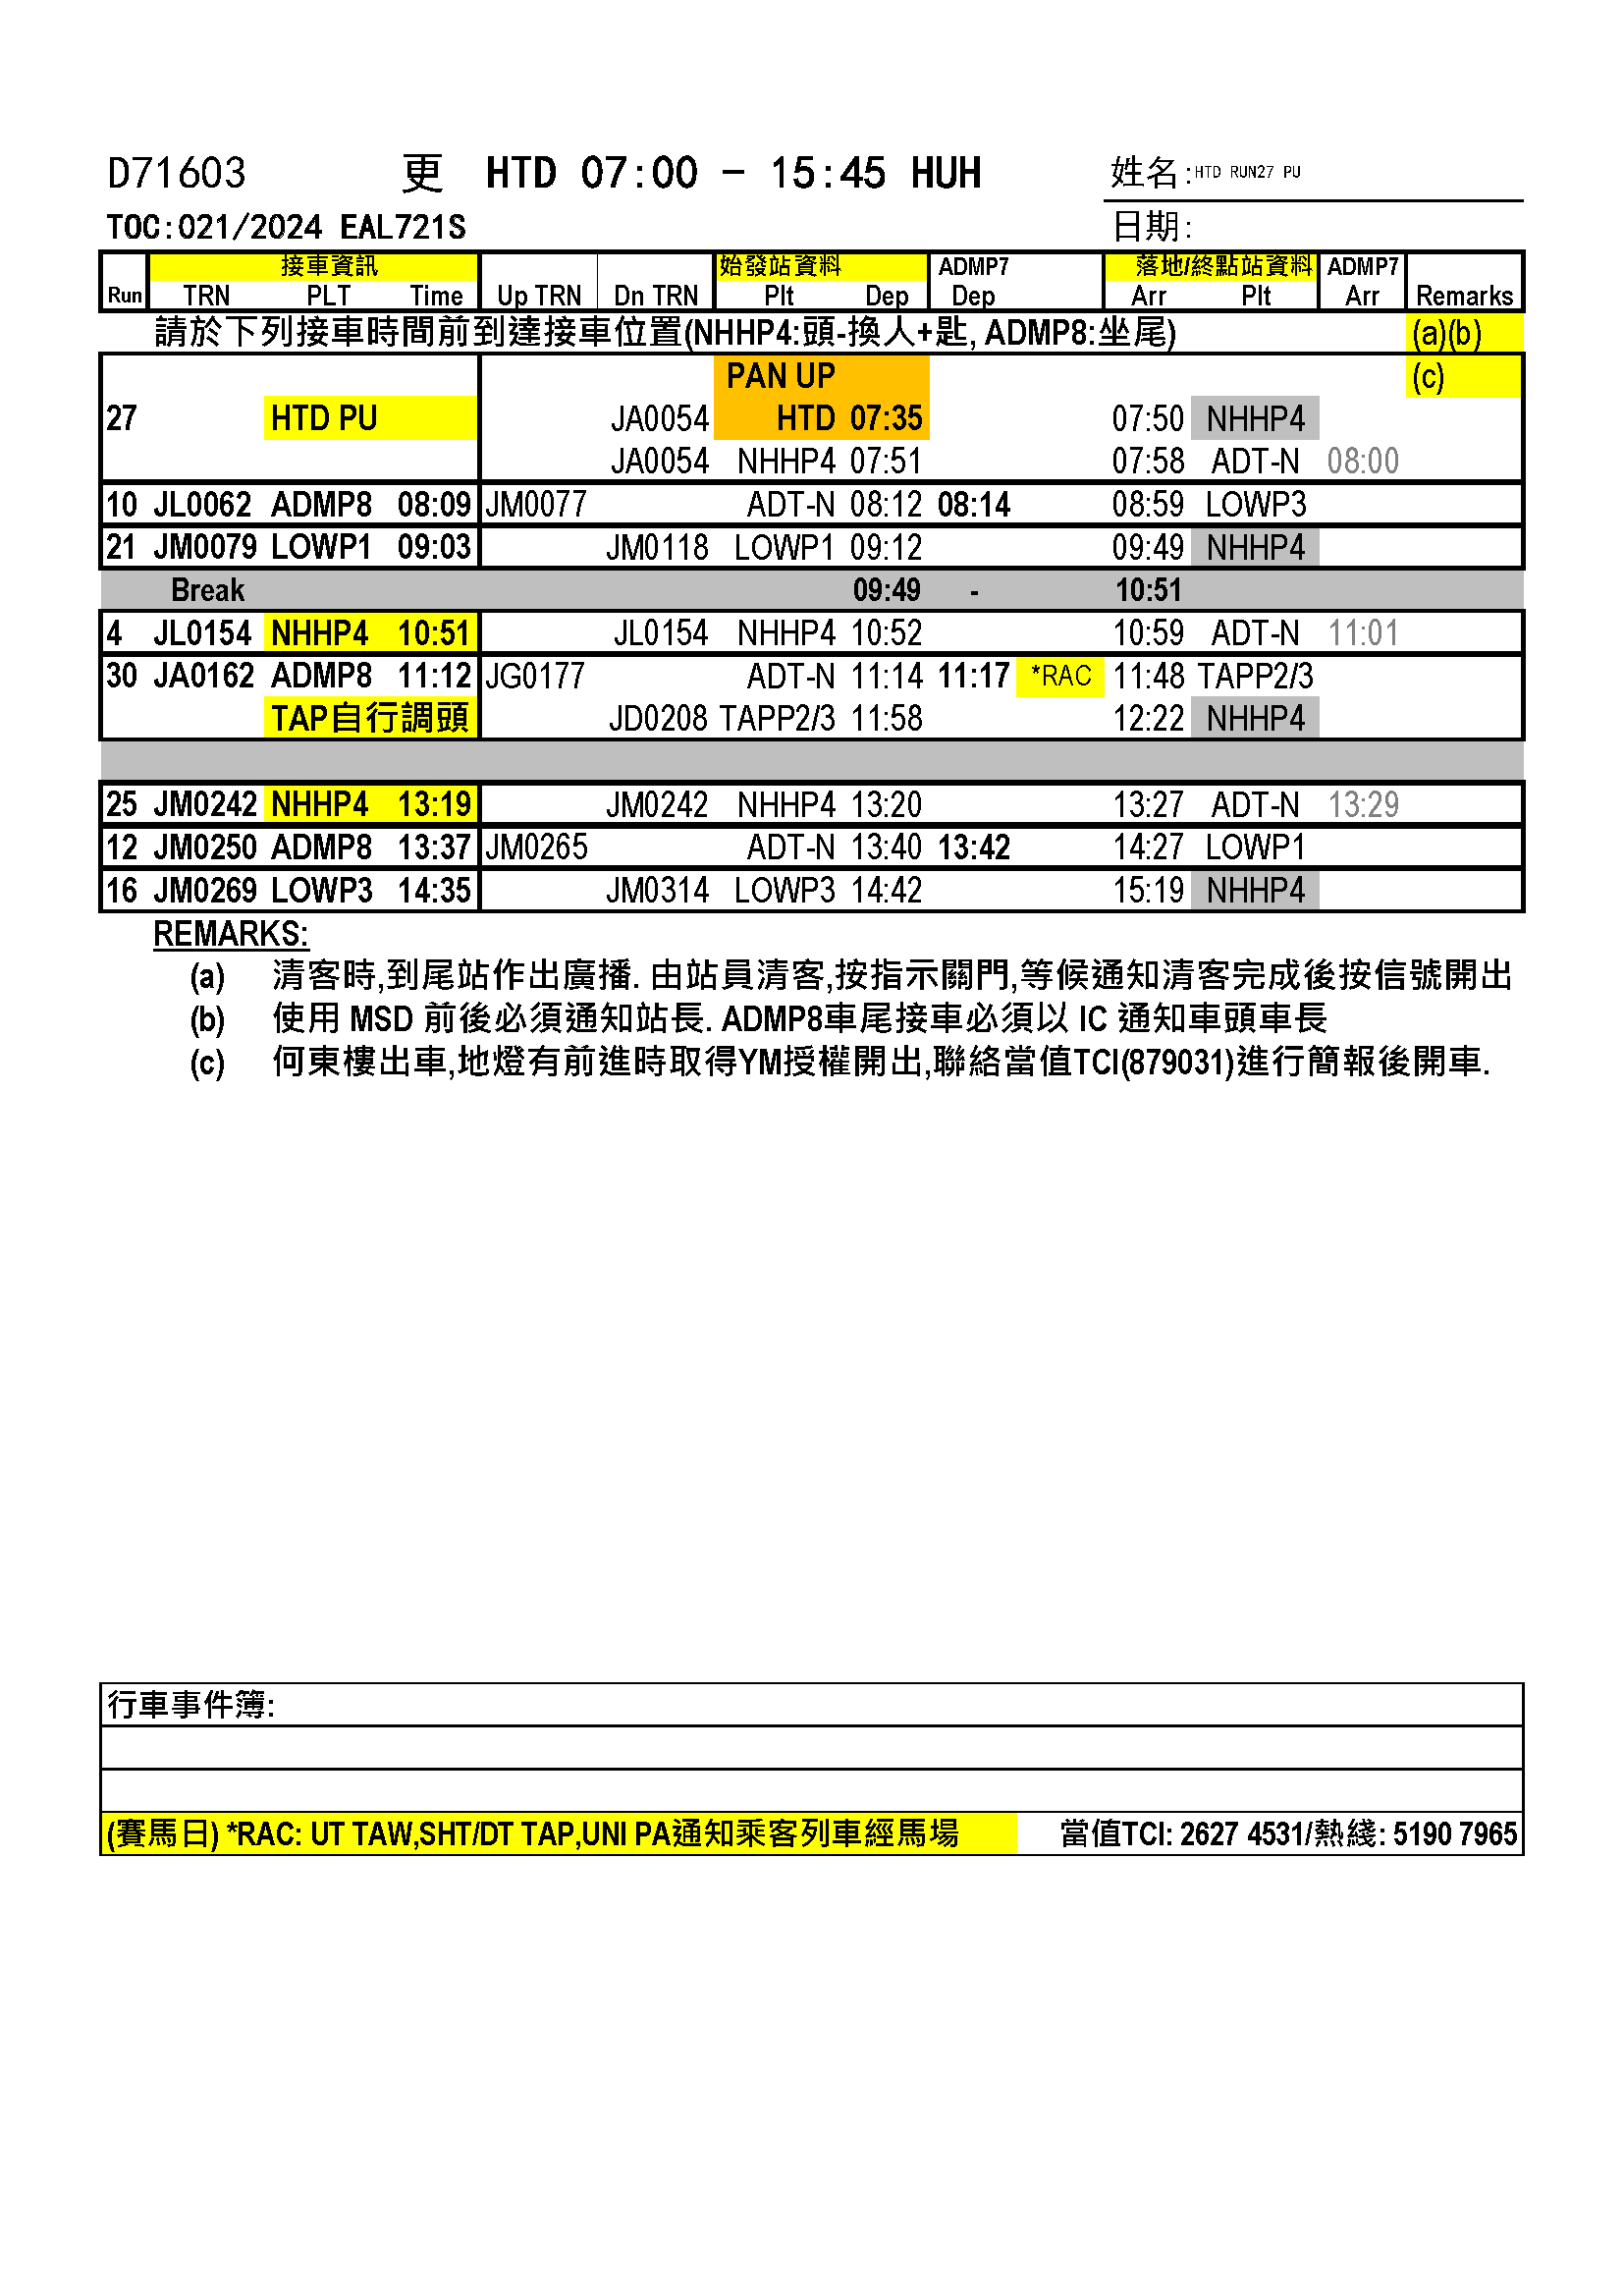 D71603 更 HTD 07:00 - 15:45 HUH 姓名:HTD RUN27 PU
TOC:021/2024 EAL721S 日期:
接車資訊 始發站資料 ADMP7 落地/終點站資料 ADMP7
Run TRN PLT Time Up TRN Dn TRN Plt Dep Dep Arr Plt Arr Remarks
請於下列接車時間前到達接車位置(NHHP4:頭-換人+匙, ADMP8:坐尾) (a)(b)
PAN UP (c)
27 HTD PU JA0054 HTD 07:35 07:50 NHHP4
JA0054 NHHP4 07:51 07:58 ADT-N 08:00
10 JL0062 ADMP8 08:09 JM0077 ADT-N 08:12 08:14 08:59 LOWP3
21 JM0079 LOWP1 09:03 JM0118 LOWP1 09:12 09:49 NHHP4
Break 09:49 - 10:51
4 JL0154 NHHP4 10:51 JL0154 NHHP4 10:52 10:59 ADT-N 11:01
30 JA0162 ADMP8 11:12 JG0177 ADT-N 11:14 11:17 *RAC 11:48 TAPP2/3
TAP自行調頭 JD0208 TAPP2/3 11:58 12:22 NHHP4
25 JM0242 NHHP4 13:19 JM0242 NHHP4 13:20 13:27 ADT-N 13:29
12 JM0250 ADMP8 13:37 JM0265 ADT-N 13:40 13:42 14:27 LOWP1
16 JM0269 LOWP3 14:35 JM0314 LOWP3 14:42 15:19 NHHP4
REMARKS:
(a) 清客時,到尾站作出廣播. 由站員清客,按指示關門,等候通知清客完成後按信號開出
(b) 使用 MSD 前後必須通知站長. ADMP8車尾接車必須以 IC 通知車頭車長
(c) 何東樓出車,地燈有前進時取得YM授權開出,聯絡當值TCI(879031)進行簡報後開車.
行車事件簿:
(賽馬日) *RAC: UT TAW,SHT/DT TAP,UNI PA通知乘客列車經馬場 當值TCI: 2627 4531/熱綫: 5190 7965